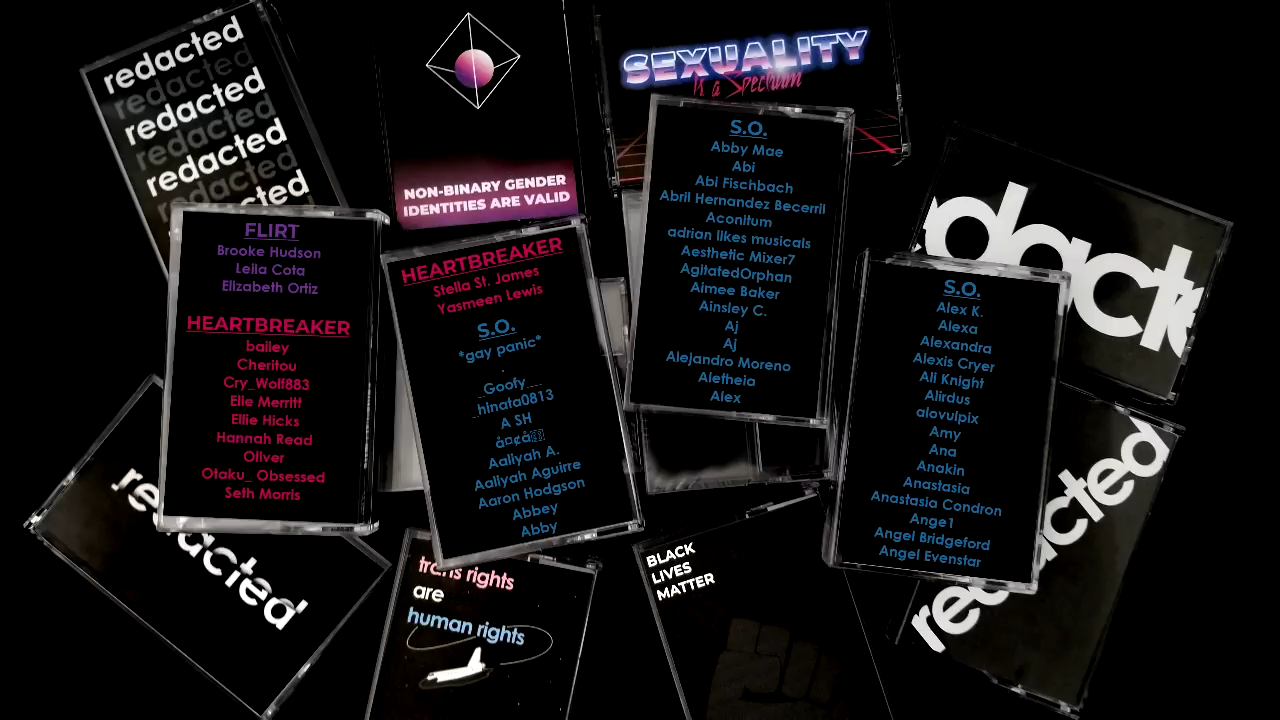 redacted
redacted
redacted
redacted
redacted
redacted
redacted
NON-BINARY GENDER
IDENTITIES ARE VALID
SEXUALITY
Is a Spectrum
FLIRT
Brooke Hudson
Leila Cota
Elizabeth Ortiz
HEARTBREAKER
bailey
Cheritou
Cry_Wolf883
Elle Merritt
Ellie Hicks
Hannah Read
Oliver
Otaku_ Obsessed
Seth Morris
HEARTBREAKER
Stella St. James
Yasmeen Lewis
S.O.
*gay panic*
.
_Goofy__
_hinata0813
A SH
Aaliyah A.
Aaliyah Aguirre
Aaron Hodgson
Abbey
Abby
S.O.
Abby Mae
Abi
Abi Fischbach
Abril Hernandez Becerril
Aconitum
adrian likes musicals
Aesthetic Mixer7
AgitatedOrphan
Aimee Baker
Ainsley C.
Aj
Aj
Alejandro Moreno
Aletheia
Alex
S.O.
Alex K.
Alexa
Alexandra
Alexis Cryer
Ali Knight
Alirdus
alovulpix
Amy
Ana
Anakin
Anastasia
Anastasia Condron
Ange1
Angel Bridgeford
Angel Evenstar
dacte
redacted
redacted
trans rights
are
human rights
BLACK
LIVES
MATTER